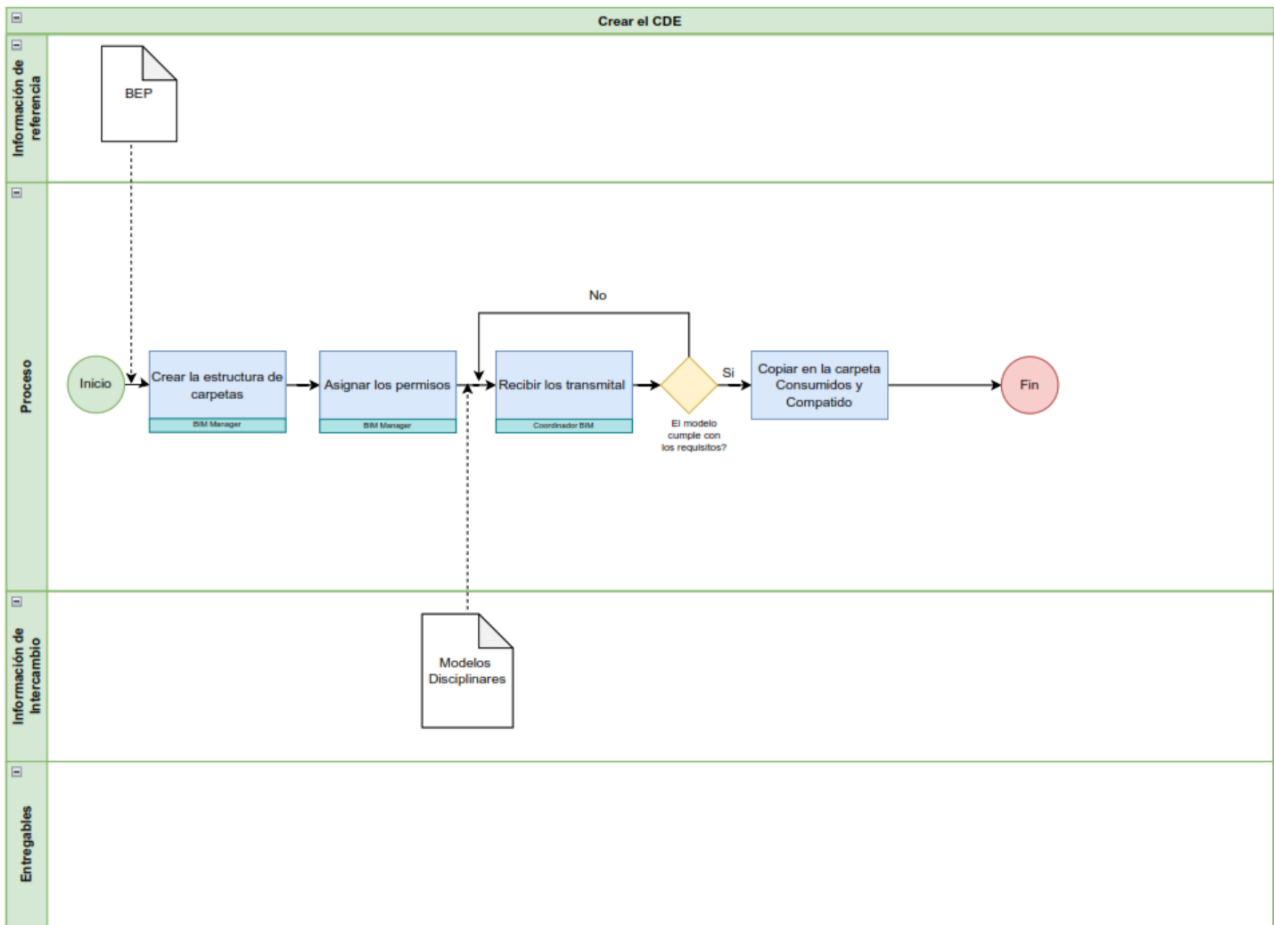 Crear el CDE
Información de
referencia
BEP
Proceso
Inicio
Crear la estructura de
carpetas
BIM Manager
Asignar los permisos
BIM Manager
No
Recibir los transmital
Coordinador BIM
El modelo
cumple con
los requisitos?
Si
Copiar en la carpeta
Consumidos y
Compatido
Fin
Información de
Intercambio
Modelos
Disciplinares
Entregables